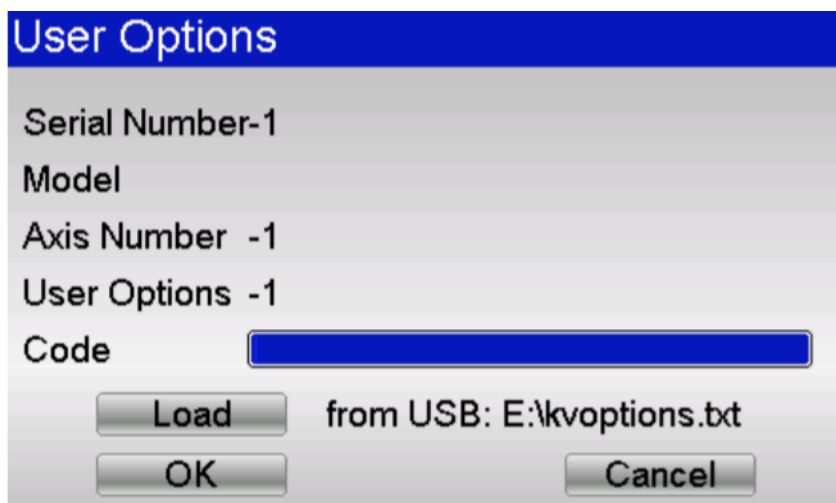 User Options
Serial Number-1
Model
Axis Number -1
User Options -1
Code
Load from USB: E:\kvoptions.txt
OK Cancel